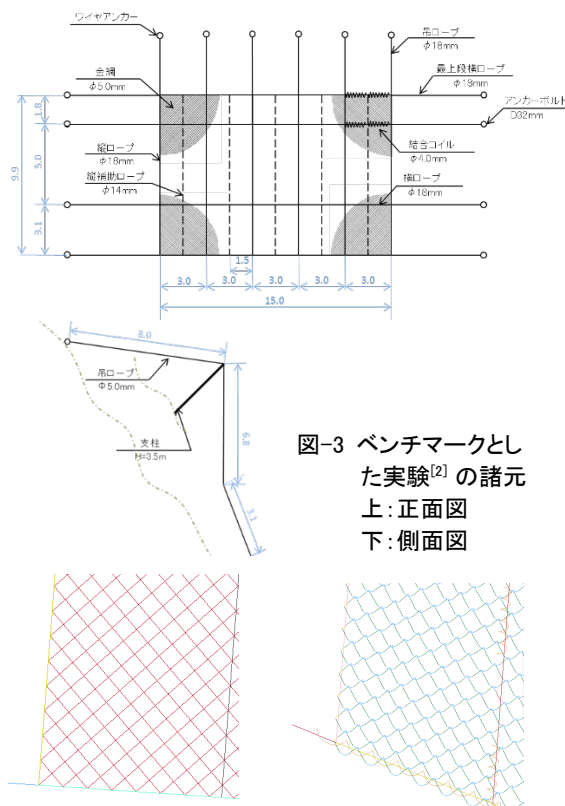 ワイヤアンカー
吊ロープ
φ18mm
金網
φ5.0mm
最上段横ロープ
φ18mm
アンカーボルト
D32mm
1.8
5.0
3.1
9.9
縦ロープ
φ18mm
縦補助ロープ
φ14mm
結合コイル
φ4.0mm
横ロープ
φ18mm
1.5
3.0
3.0
3.0
3.0
3.0
15.0
8.0
吊ロープ
Φ5.0mm
支柱
H=3.5m
6.8
3.1
図-3 ベンチマークとし
た実験[2] の諸元
上:正面図
下:側面図